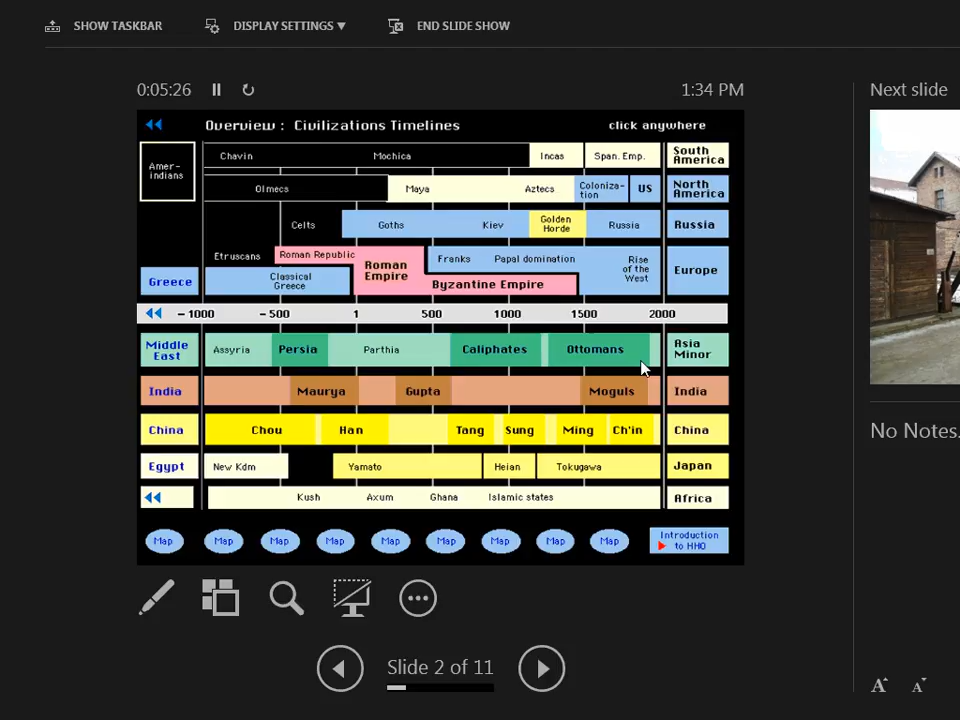 SHOW TASKBAR DISPLAY SETTINGS ▼ END SLIDE SHOW
0:05:26 1:34 PM Next slide
Overview : Civilizations Timelines click anywhere
Amer-
indians
Chavin Mochica Incas Span. Emp. South
America
Olmecs Maya Aztecs Coloniza-
tion
US North
America
Celts Goths Kiev Golden
Horde
Russia Russia
Etruscans Roman Republic Roman
Empire
Franks Papal domination Rise
of the
West
Europe
Greece Classical
Greece
Byzantine Empire
-1000 -500 1 500 1000 1500 2000
Middle
East
Assyria Persia Parthia Caliphates Ottomans Asia
Minor
India Maurya Gupta Moguls India
China Chou Han Tang Sung Ming Ch'in China
Egypt New Kdm Yamato Heian Tokugawa Japan
Kush Axum Ghana Islamic states Africa
Map Map Map Map Map Map Map Map Map Introduction
to HHO
No Notes.
Slide 2 of 11
A A